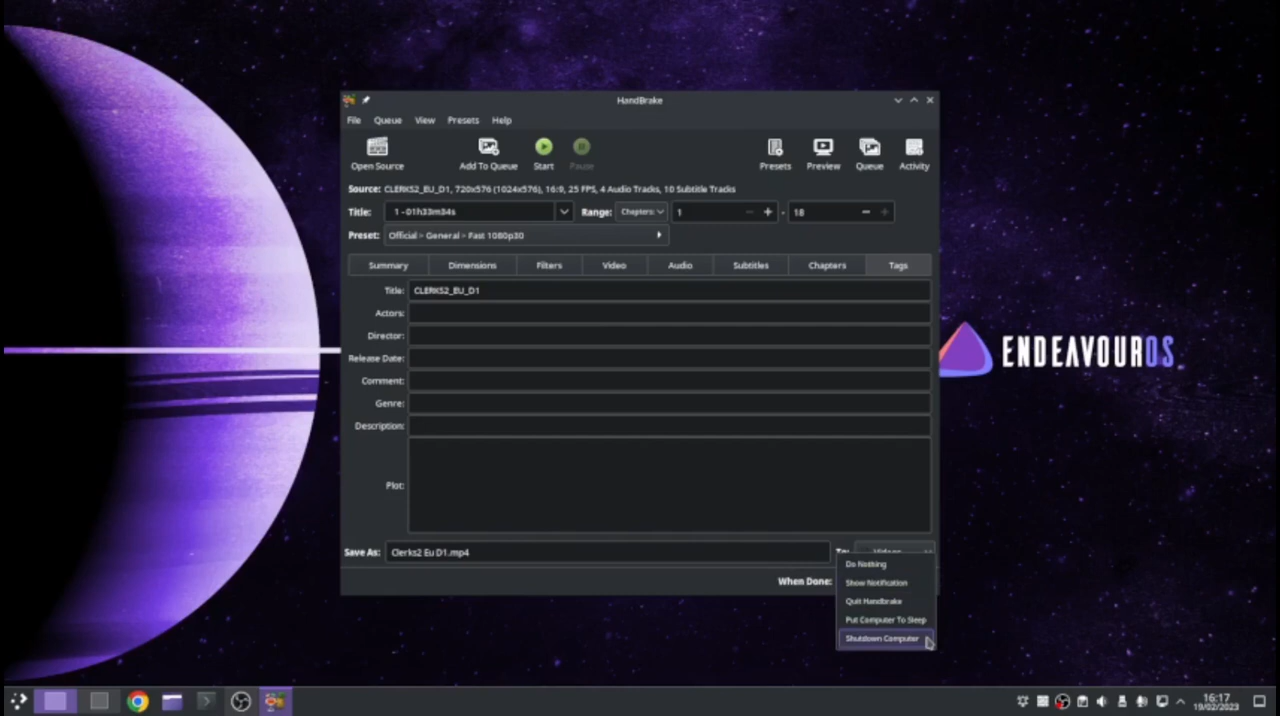 HandBrake
File Queue View Presets Help
Open Source Add To Queue Start Pause Presets Preview Queue Activity
Source: CLERKS2_EU_D1, 720x576 (1024x576), 16:9, 25 FPS, 4 Audio Tracks, 10 Subtitle Tracks
Title: 1 - 01h33m34s Range: Chapters: 1 - 18
Preset: Official > General > Fast 1080p30
Summary Dimensions Filters Video Audio Subtitles Chapters Tags
Title: CLERKS2_EU_D1
Actors:
Director:
Release Date:
ENDEAVOUROS
Comment:
Genre:
Description:
Plot:
Save As: Clerks2 Eu D1.mp4 To: Videos
Do Nothing
When Done: Show Notification
Quit Handbrake
Put Computer To Sleep
Shutdown Computer
16:17
19/02/2023